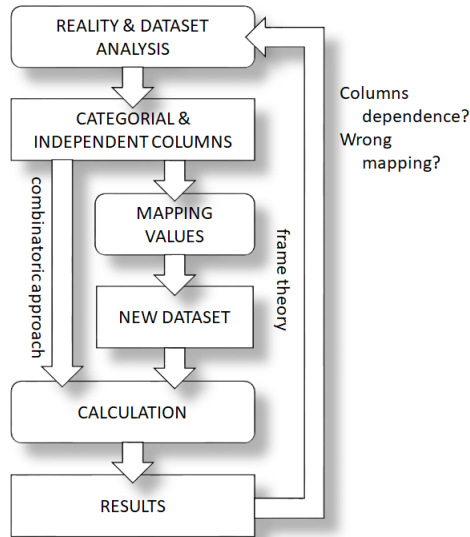 REALITY & DATASET
ANALYSIS
Columns
dependence?
Wrong
mapping?
CATEGORIAL &
INDEPENDENT COLUMNS
combinatoric approach
MAPPING
VALUES
frame theory
NEW DATASET
CALCULATION
RESULTS